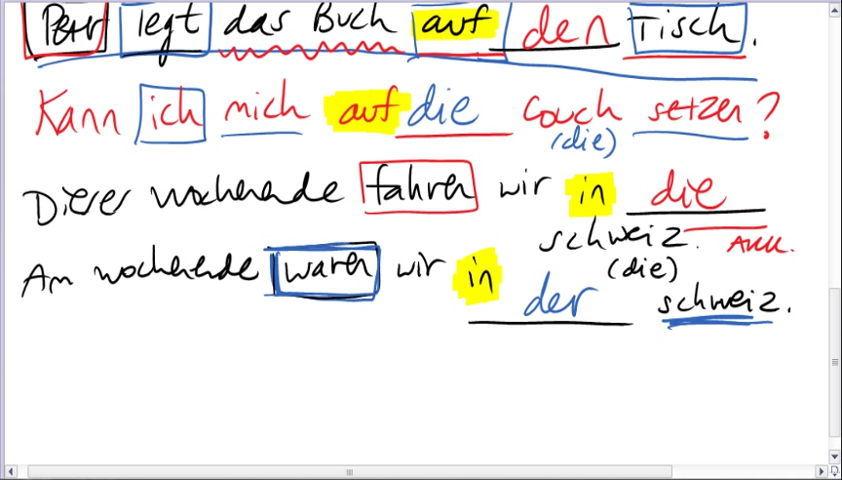 Peter legt das Buch auf den Tisch.
Kann ich mich auf die Couch setzen?
(die)
Dieses Wochenende fahren wir in die
Schweiz. Akk.
(die)
Am Wochenende waren wir in
der Schweiz.